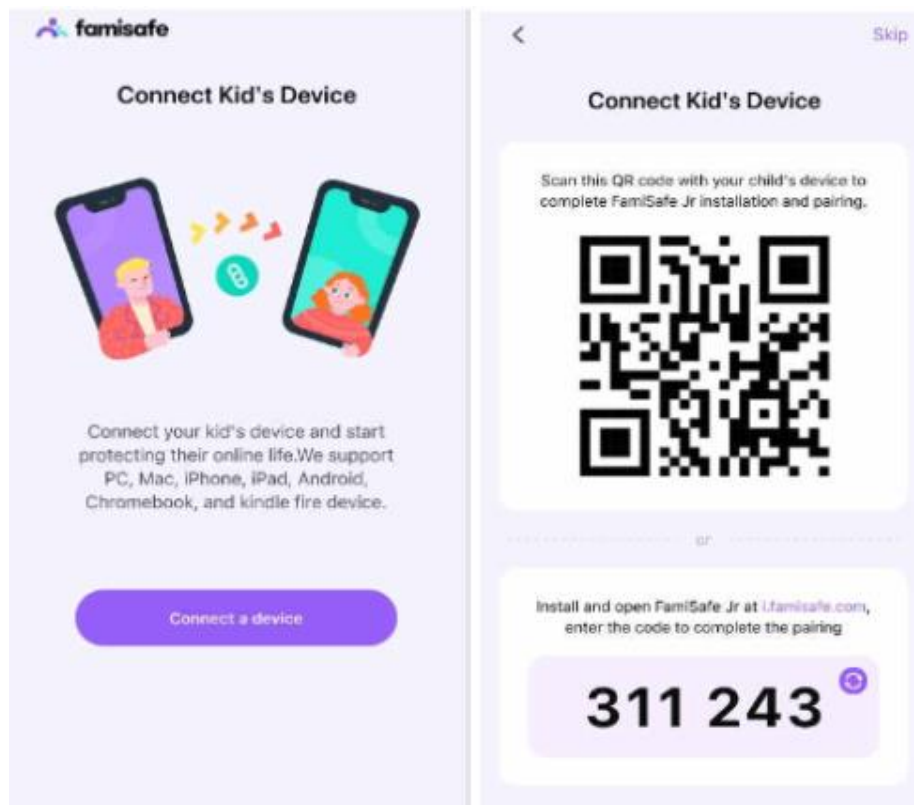 famisafe
Connect Kid's Device
Connect your kid's device and start
protecting their online life.We support
PC, Mac, iPhone, iPad, Android,
Chromebook, and kindle fire device.
Connect a device
Skip
Connect Kid's Device
Scan this QR code with your child's device to
complete FamiSafe Jr installation and pairing.
or
Install and open FamiSafe Jr at i.famisafe.com,
enter the code to complete the pairing
311 243